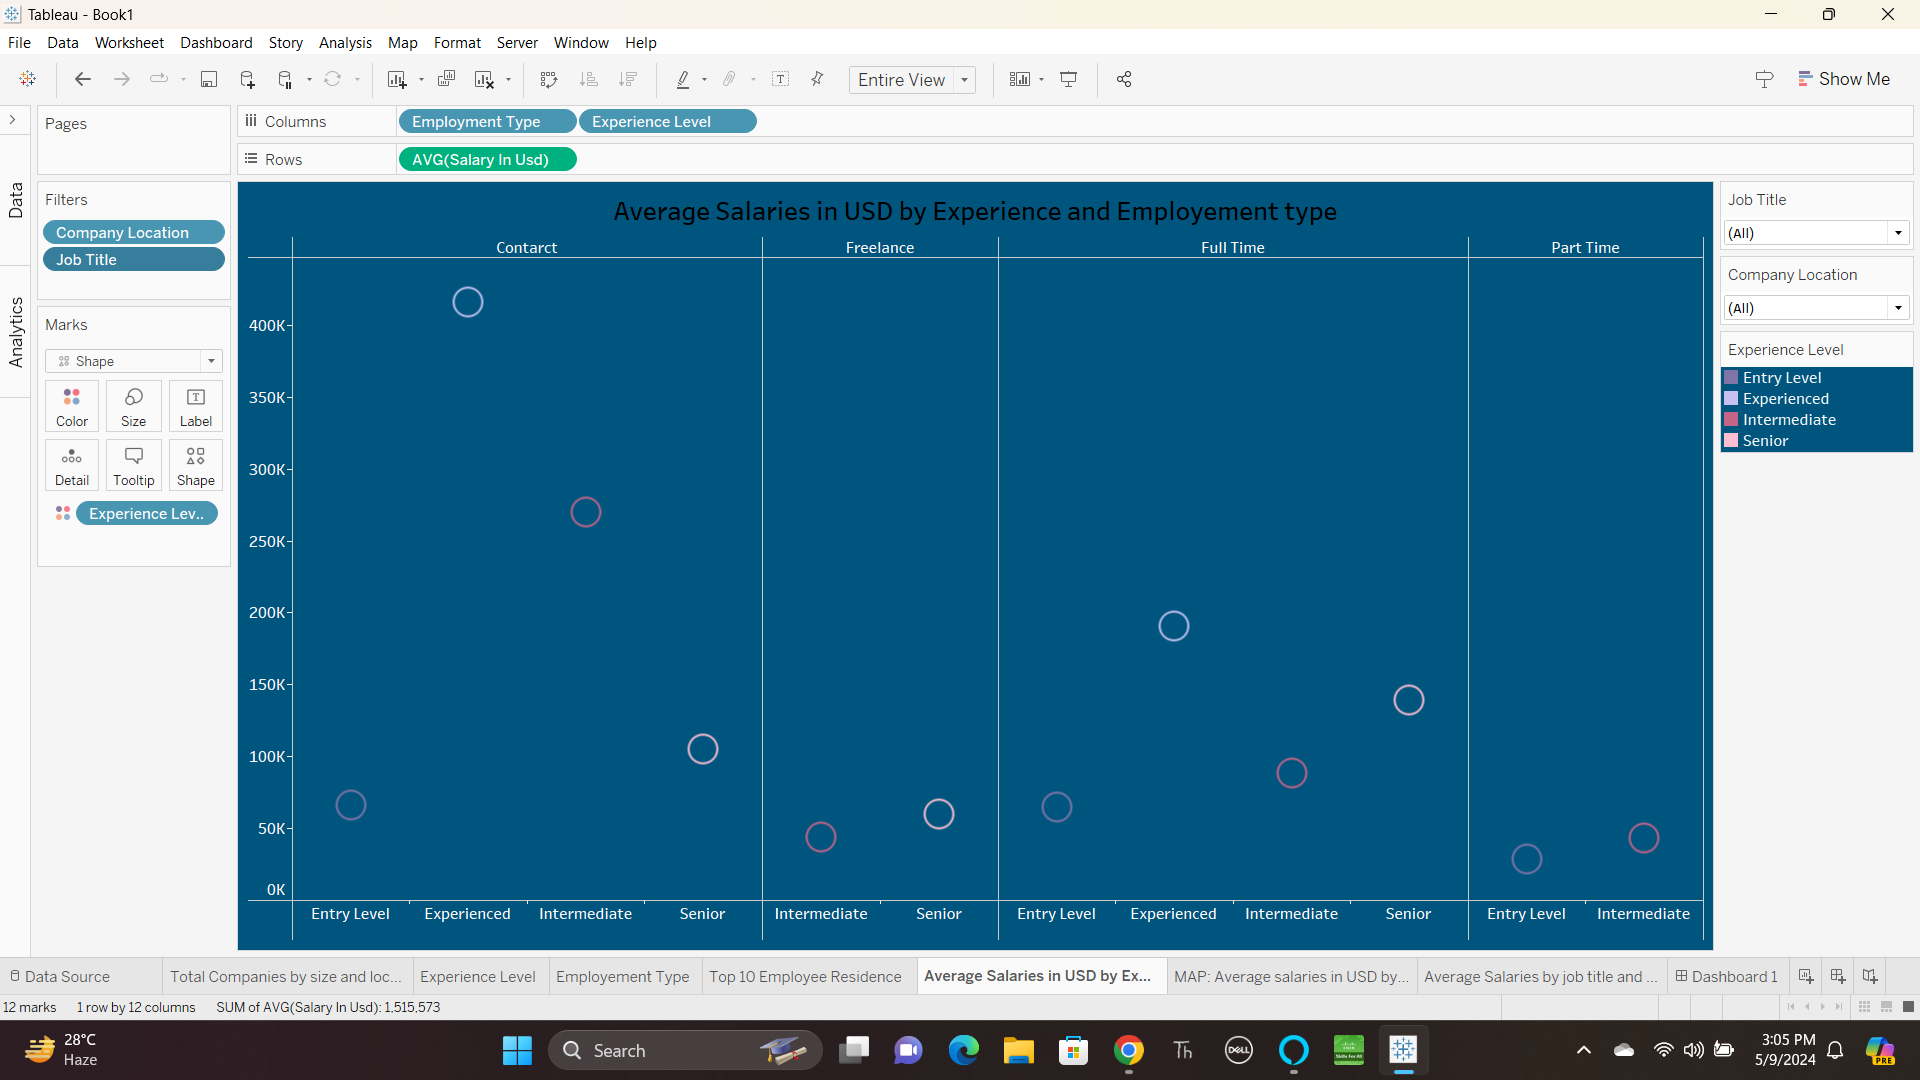 Tableau - Book1
File Data Worksheet Dashboard Story Analysis Map Format Server Window Help
Entire View
Show Me
Pages
Columns
Employment Type
Experience Level
Rows
AVG(Salary In Usd)
Data
Analytics
Filters
Company Location
Job Title
Marks
Shape
Color Size Label
Detail Tooltip Shape
Experience Lev..
Average Salaries in USD by Experience and Employement type
Contarct Freelance Full Time Part Time
400K
350K
300K
250K
200K
150K
100K
50K
0K
Entry Level Experienced Intermediate Senior Intermediate Senior Entry Level Experienced Intermediate Senior Entry Level Intermediate
Job Title
(All)
Company Location
(All)
Experience Level
Entry Level
Experienced
Intermediate
Senior
Data Source Total Companies by size and loc... Experience Level Employement Type Top 10 Employee Residence Average Salaries in USD by Ex... MAP: Average salaries in USD by... Average Salaries by job title and ... Dashboard 1
12 marks 1 row by 12 columns SUM of AVG(Salary In Usd): 1,515,573
28°C
Haze
Search
Th
DELL
Skills For All
3:05 PM
5/9/2024
PRE